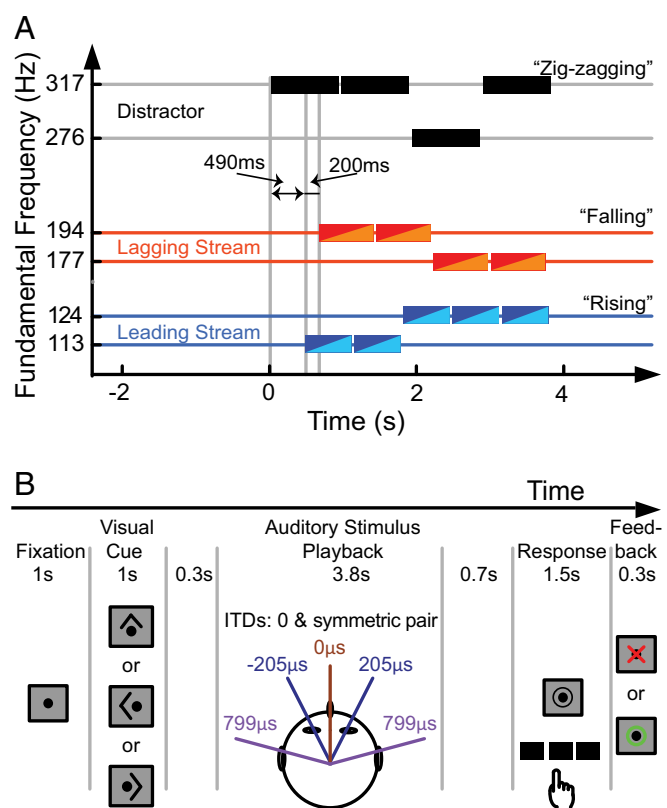 A
Fundamental Frequency (Hz)
317
276
194
177
124
113
Distractor
"Zig-zagging"
490ms
200ms
"Falling"
Lagging Stream
"Rising"
Leading Stream
-2
0
2
4
Time (s)
B
Time
Fixation
1s
Visual
Cue
1s
0.3s
Auditory Stimulus
Playback
3.8s
0.7s
Response
1.5s
Feed-
back
0.3s
or
or
ITDs: 0 & symmetric pair
0µs
-205µs
205µs
799µs
799µs
or